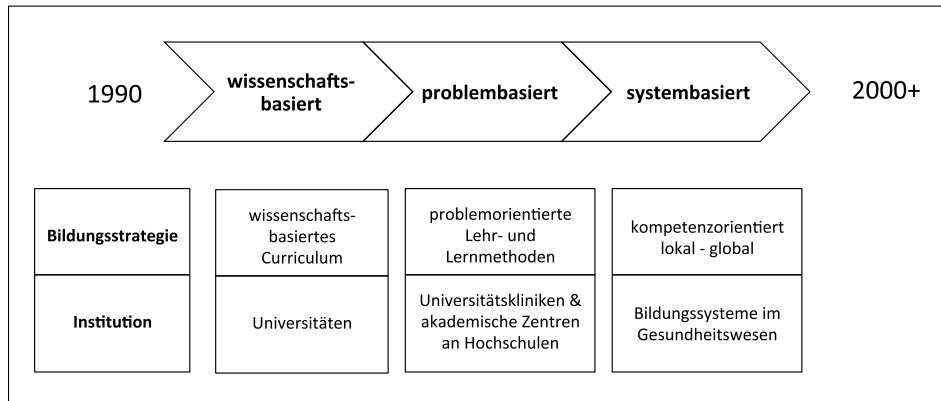 1990
wissenschafts-
basiert
problembasiert
systembasiert
2000+
Bildungsstrategie
wissenschafts-
basiertes
Curriculum
problemorientierte
Lehr- und
Lernmethoden
kompetenzorientiert
lokal - global
Institution
Universitäten
Universitätskliniken &
akademische Zentren
an Hochschulen
Bildungssysteme im
Gesundheitswesen